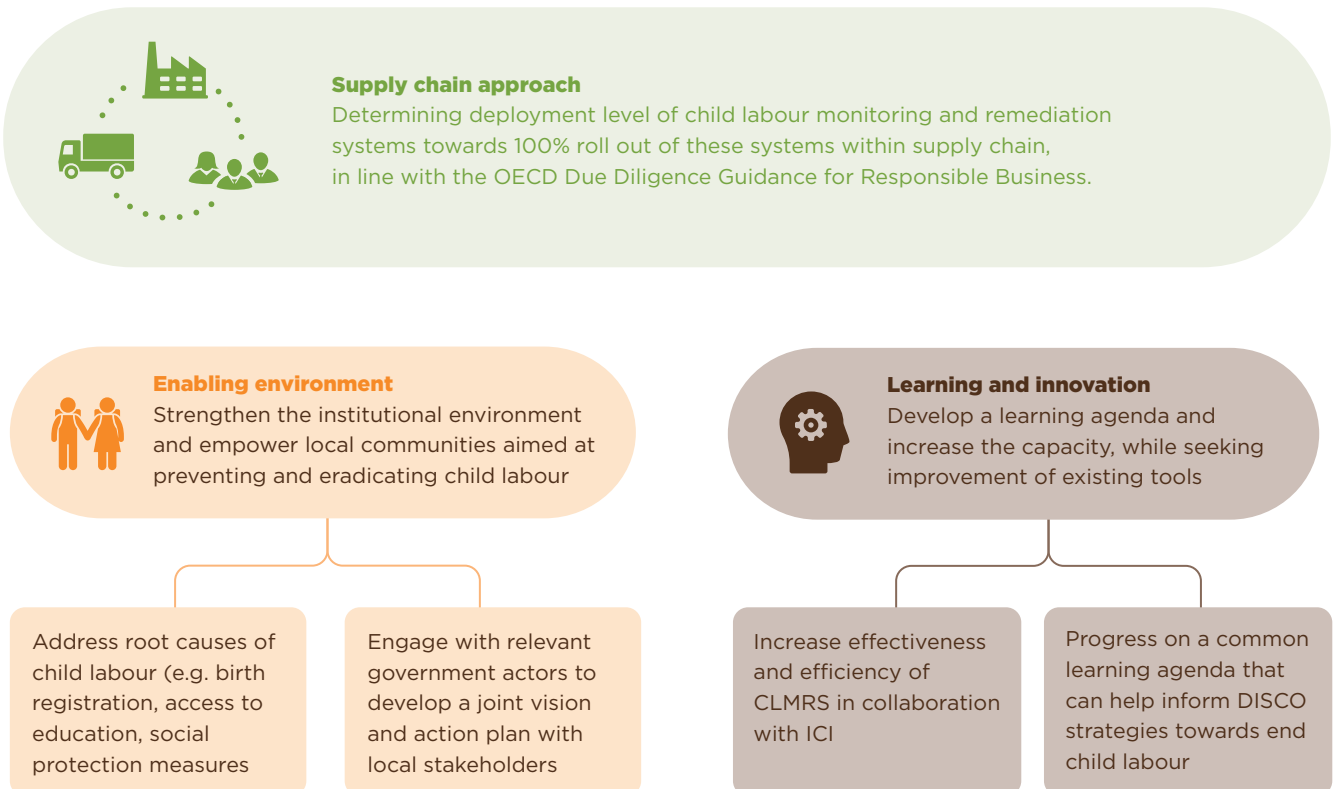 Supply chain approach
Determining deployment level of child labour monitoring and remediation
systems towards 100% roll out of these systems within supply chain,
in line with the OECD Due Diligence Guidance for Responsible Business.
Enabling environment
Strengthen the institutional environment
and empower local communities aimed at
preventing and eradicating child labour
Learning and innovation
Develop a learning agenda and
increase the capacity, while seeking
improvement of existing tools
Address root causes of
child labour (e.g. birth
registration, access to
education, social
protection measures
Engage with relevant
government actors to
develop a joint vision
and action plan with
local stakeholders
Increase effectiveness
and efficiency of
CLMRS in collaboration
with ICI
Progress on a common
learning agenda that
can help inform DISCO
strategies towards end
child labour